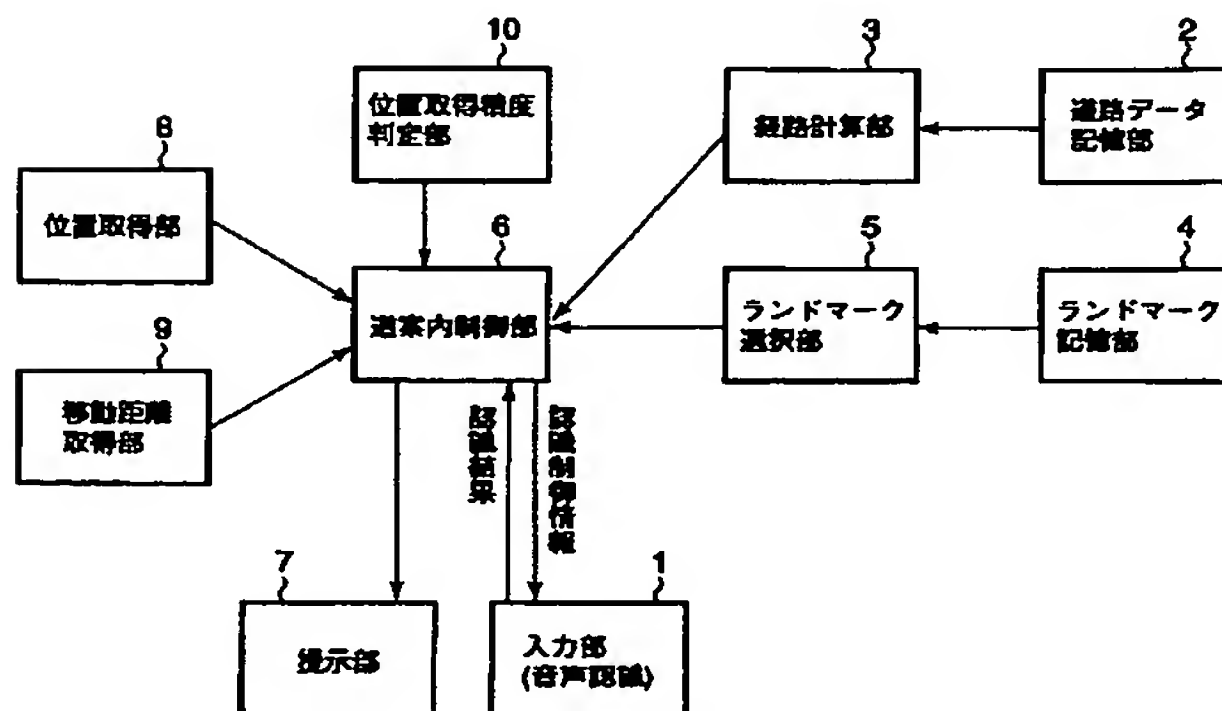 10
位置取得精度
判定部
3
経路計算部
2
道路データ
記憶部
8
位置取得部
6
道案内制御部
5
ランドマーク
選択部
4
ランドマーク
記憶部
9
移動距離
取得部
認識結果
認識制御情報
7
提示部
1
入力部
(音声認識)